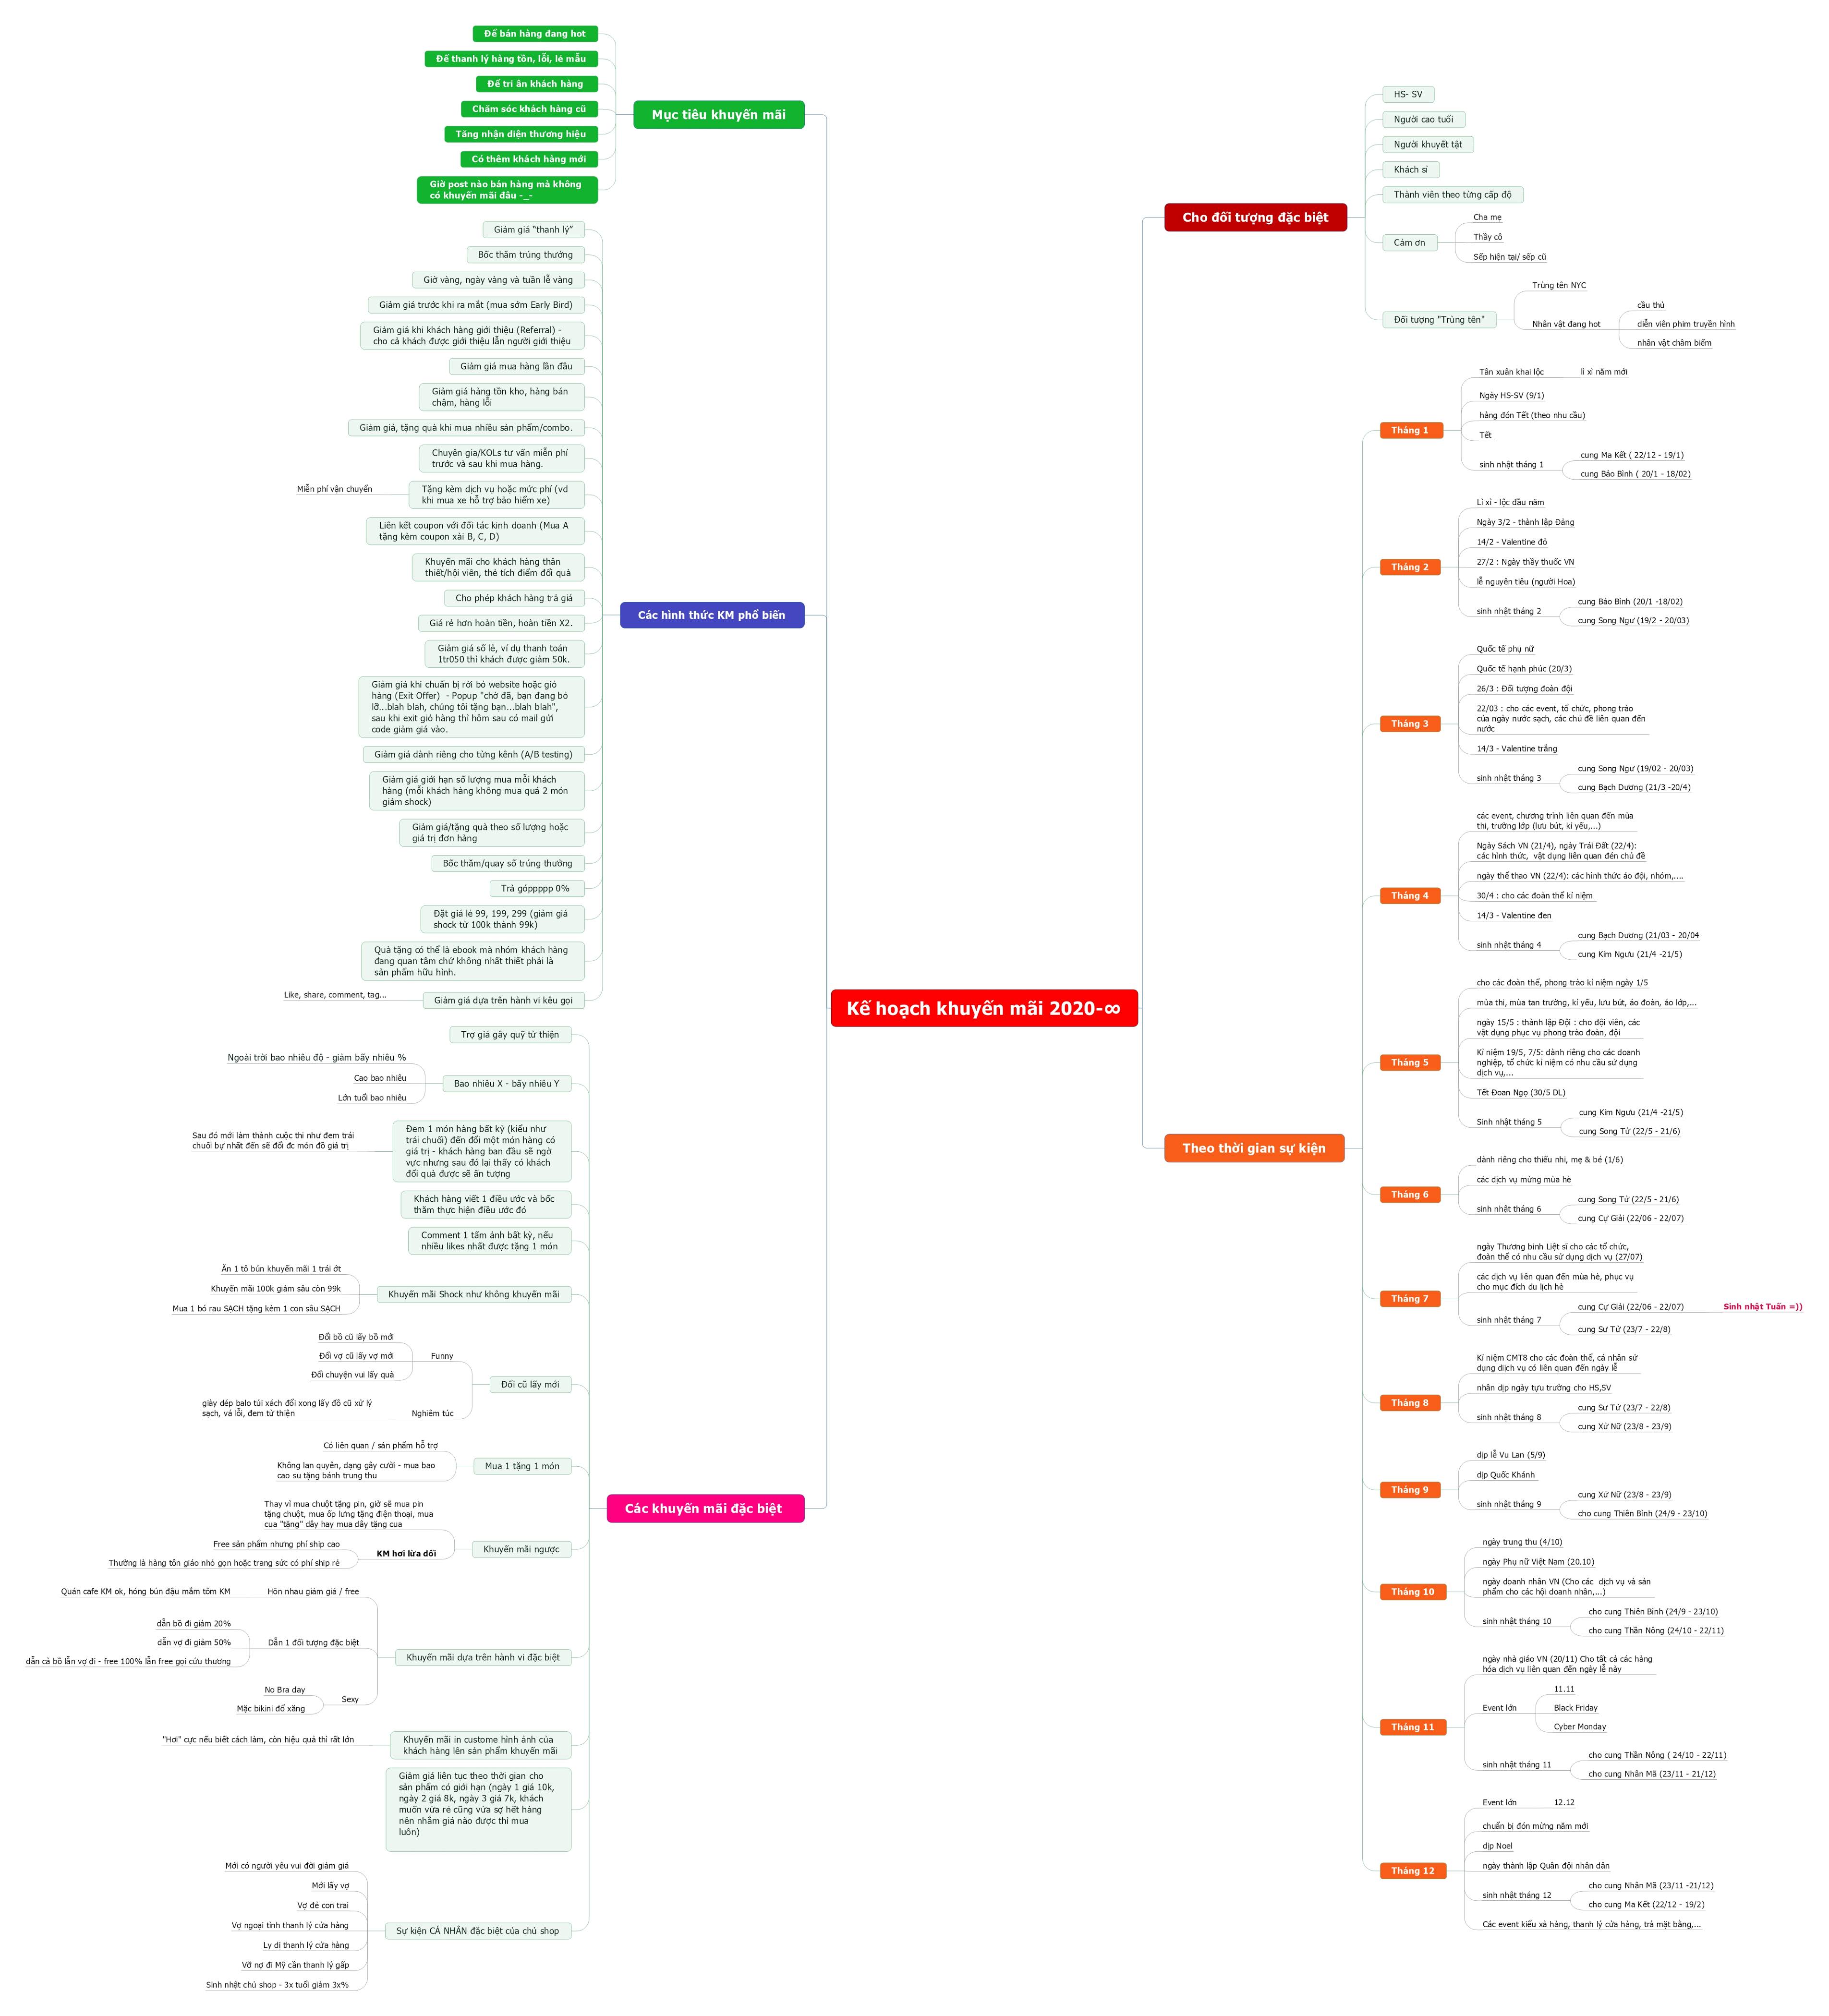 Kế hoạch khuyến mãi 2020-∞
Mục tiêu khuyến mãi
Để bán hàng đang hot
Để thanh lý hàng tồn, lỗi, lẻ mẫu
Để tri ân khách hàng
Chăm sóc khách hàng cũ
Tăng nhận diện thương hiệu
Có thêm khách hàng mới
Giờ post nào bán hàng mà không
có khuyến mãi đâu -_-
Các hình thức KM phổ biến
Giảm giá “thanh lý”
Bốc thăm trúng thưởng
Giờ vàng, ngày vàng và tuần lễ vàng
Giảm giá trước khi ra mắt (mua sớm Early Bird)
Giảm giá khi khách hàng giới thiệu (Referral) -
cho cả khách được giới thiệu lẫn người giới thiệu
Giảm giá mua hàng lần đầu
Giảm giá hàng tồn kho, hàng bán
chậm, hàng lỗi
Giảm giá, tặng quà khi mua nhiều sản phẩm/combo.
Chuyên gia/KOLs tư vấn miễn phí
trước và sau khi mua hàng.
Tặng kèm dịch vụ hoặc mức phí (vd
khi mua xe hỗ trợ bảo hiểm xe)
Miễn phí vận chuyển
Liên kết coupon với đối tác kinh doanh (Mua A
tặng kèm coupon xài B, C, D)
Khuyến mãi cho khách hàng thân
thiết/hội viên, thẻ tích điểm đổi quà
Cho phép khách hàng trả giá
Giá rẻ hơn hoàn tiền, hoàn tiền X2.
Giảm giá số lẻ, ví dụ thanh toán
1tr050 thì khách được giảm 50k.
Giảm giá khi chuẩn bị rời bỏ website hoặc giỏ
hàng (Exit Offer)  - Popup "chờ đã, bạn đang bỏ
lỡ...blah blah, chúng tôi tặng bạn...blah blah",
sau khi exit giỏ hàng thì hôm sau có mail gửi
code giảm giá vào.
Giảm giá dành riêng cho từng kênh (A/B testing)
Giảm giá giới hạn số lượng mua mỗi khách
hàng (mỗi khách hàng không mua quá 2 món
giảm shock)
Giảm giá/tặng quà theo số lượng hoặc
giá trị đơn hàng
Bốc thăm/quay số trúng thưởng
Trả góppppp 0%
Đặt giá lẻ 99, 199, 299 (giảm giá
shock từ 100k thành 99k)
Quà tặng có thể là ebook mà nhóm khách hàng
đang quan tâm chứ không nhất thiết phải là
sản phẩm hữu hình.
Giảm giá dựa trên hành vi kêu gọi
Like, share, comment, tag...
Các khuyến mãi đặc biệt
Trợ giá gây quỹ từ thiện
Bao nhiêu X - bấy nhiêu Y
Ngoài trời bao nhiêu độ - giảm bấy nhiêu %
Cao bao nhiêu
Lớn tuổi bao nhiêu
Đem 1 món hàng bất kỳ (kiểu như
trái chuối) đến đổi một món hàng có
giá trị - khách hàng ban đầu sẽ ngờ
vực nhưng sau đó lại thấy có khách
đổi quà được sẽ ấn tượng
Sau đó mới làm thành cuộc thi như đem trái
chuối bự nhất đến sẽ đổi đc món đồ giá trị
Khách hàng viết 1 điều ước và bốc
thăm thực hiện điều ước đó
Comment 1 tấm ảnh bất kỳ, nếu
nhiều likes nhất được tặng 1 món
Khuyến mãi Shock như không khuyến mãi
Ăn 1 tô bún khuyến mãi 1 trái ớt
Khuyến mãi 100k giảm sâu còn 99k
Mua 1 bó rau SẠCH tặng kèm 1 con sâu SẠCH
Đổi cũ lấy mới
Funny
Đổi bồ cũ lấy bồ mới
Đổi vợ cũ lấy vợ mới
Đổi chuyện vui lấy quà
Nghiêm túc
giày dép balo túi xách đổi xong lấy đồ cũ xử lý
sạch, vá lỗi, đem từ thiện
Mua 1 tặng 1 món
Có liên quan / sản phẩm hỗ trợ
Không lan quyên, dạng gây cười - mua bao
cao su tặng bánh trung thu
Khuyến mãi ngược
Thay vì mua chuột tặng pin, giờ sẽ mua pin
tặng chuột, mua ốp lưng tặng điện thoại, mua
cua "tặng" dây hay mua dây tặng cua
KM hơi lừa dối
Free sản phẩm nhưng phí ship cao
Thường là hàng tôn giáo nhỏ gọn hoặc trang sức có phí ship rẻ
Khuyến mãi dựa trên hành vi đặc biệt
Hôn nhau giảm giá / free
Quán cafe KM ok, hóng bún đậu mắm tôm KM
Dẫn 1 đối tượng đặc biệt
dẫn bồ đi giảm 20%
dẫn vợ đi giảm 50%
dẫn cả bồ lẫn vợ đi - free 100% lẫn free gọi cứu thương
Sexy
No Bra day
Mặc bikini đổ xăng
Khuyến mãi in custome hình ảnh của
khách hàng lên sản phẩm khuyến mãi
"Hơi" cực nếu biết cách làm, còn hiệu quả thì rất lớn
Giảm giá liên tục theo thời gian cho
sản phẩm có giới hạn (ngày 1 giá 10k,
ngày 2 giá 8k, ngày 3 giá 7k, khách
muốn vừa rẻ cũng vừa sợ hết hàng
nên nhắm giá nào được thì mua
luôn)
Sự kiện CÁ NHÂN đặc biệt của chủ shop
Mới có người yêu vui đời giảm giá
Mới lấy vợ
Vợ đẻ con trai
Vợ ngoại tình thanh lý cửa hàng
Ly dị thanh lý cửa hàng
Vỡ nợ đi Mỹ cần thanh lý gấp
Sinh nhật chủ shop - 3x tuổi giảm 3x%
Cho đối tượng đặc biệt
HS- SV
Người cao tuổi
Người khuyết tật
Khách sỉ
Thành viên theo từng cấp độ
Cám ơn
Cha mẹ
Thầy cô
Sếp hiện tại/ sếp cũ
Đối tượng "Trùng tên"
Trùng tên NYC
Nhân vật đang hot
cầu thủ
diễn viên phim truyền hình
nhân vật châm biếm
Theo thời gian sự kiện
Tháng 1
Tân xuân khai lộc
lì xì năm mới
Ngày HS-SV (9/1)
hàng đón Tết (theo nhu cầu)
Tết
sinh nhật tháng 1
cung Ma Kết ( 22/12 - 19/1)
cung Bảo Bình ( 20/1 - 18/02)
Tháng 2
Lì xì - lộc đầu năm
Ngày 3/2 - thành lập Đảng
14/2 - Valentine đỏ
27/2 : Ngày thầy thuốc VN
lễ nguyên tiêu (người Hoa)
sinh nhật tháng 2
cung Bảo Bình (20/1 -18/02)
cung Song Ngư (19/2 - 20/03)
Tháng 3
Quốc tế phụ nữ
Quốc tế hạnh phúc (20/3)
26/3 : Đối tượng đoàn đội
22/03 : cho các event, tổ chức, phong trào
của ngày nước sạch, các chủ đề liên quan đến
nước
14/3 - Valentine trắng
sinh nhật tháng 3
cung Song Ngư (19/02 - 20/03)
cung Bạch Dương (21/3 -20/4)
Tháng 4
các event, chương trình liên quan đến mùa
thi, trường lớp (lưu bút, kỉ yếu,...)
Ngày Sách VN (21/4), ngày Trái Đất (22/4):
các hình thức,  vật dụng liên quan đén chủ đề
ngày thể thao VN (22/4): các hình thức áo đội, nhóm,....
30/4 : cho các đoàn thể kỉ niệm
14/3 - Valentine đen
sinh nhật tháng 4
cung Bạch Dương (21/03 - 20/04
cung Kim Ngưu (21/4 -21/5)
Tháng 5
cho các đoàn thể, phong trào kỉ niệm ngày 1/5
mùa thi, mùa tan trường, kỉ yếu, lưu bút, áo đoàn, áo lớp,...
ngày 15/5 : thành lập Đội : cho đội viên, các
vật dụng phục vụ phong trào đoàn, đội
Kỉ niệm 19/5, 7/5: dành riêng cho các doanh
nghiệp, tổ chức kỉ niệm có nhu cầu sử dụng
dịch vụ,...
Tết Đoan Ngọ (30/5 DL)
Sinh nhật tháng 5
cung Kim Ngưu (21/4 -21/5)
cung Song Tử (22/5 - 21/6)
Tháng 6
dành riêng cho thiếu nhi, mẹ & bé (1/6)
các dịch vụ mừng mùa hè
sinh nhật tháng 6
cung Song Tử (22/5 - 21/6)
cung Cự Giải (22/06 - 22/07)
Tháng 7
ngày Thương binh Liệt sĩ cho các tổ chức,
đoàn thể có nhu cầu sử dụng dịch vụ (27/07)
các dịch vụ liên quan đến mùa hè, phục vụ
cho mục đích du lịch hè
sinh nhật tháng 7
cung Cự Giải (22/06 - 22/07)
Sinh nhật Tuấn =))
cung Sư Tử (23/7 - 22/8)
Tháng 8
Kỉ niệm CMT8 cho các đoàn thể, cá nhân sử
dụng dịch vụ có liên quan đến ngày lễ
nhân dịp ngày tựu trường cho HS,SV
sinh nhật tháng 8
cung Sư Tử (23/7 - 22/8)
cung Xử Nữ (23/8 - 23/9)
Tháng 9
dịp lễ Vu Lan (5/9)
dịp Quốc Khánh
sinh nhật tháng 9
cung Xử Nữ (23/8 - 23/9)
cho cung Thiên Bình (24/9 - 23/10)
Tháng 10
ngày trung thu (4/10)
ngày Phụ nữ Việt Nam (20.10)
ngày doanh nhân VN (Cho các  dịch vụ và sản
phẩm cho các hội doanh nhân,...)
sinh nhật tháng 10
cho cung Thiên Bình (24/9 - 23/10)
cho cung Thần Nông (24/10 - 22/11)
Tháng 11
ngày nhà giáo VN (20/11) Cho tất cả các hàng
hóa dịch vụ liên quan đến ngày lễ này
Event lớn
11.11
Black Friday
Cyber Monday
sinh nhật tháng 11
cho cung Thần Nông ( 24/10 - 22/11)
cho cung Nhân Mã (23/11 - 21/12)
Tháng 12
Event lớn
12.12
chuẩn bị đón mừng năm mới
dịp Noel
ngày thành lập Quân đội nhân dân
sinh nhật tháng 12
cho cung Nhân Mã (23/11 -21/12)
cho cung Ma Kết (22/12 - 19/2)
Các event kiểu xả hàng, thanh lý cửa hàng, trả mặt bằng,...